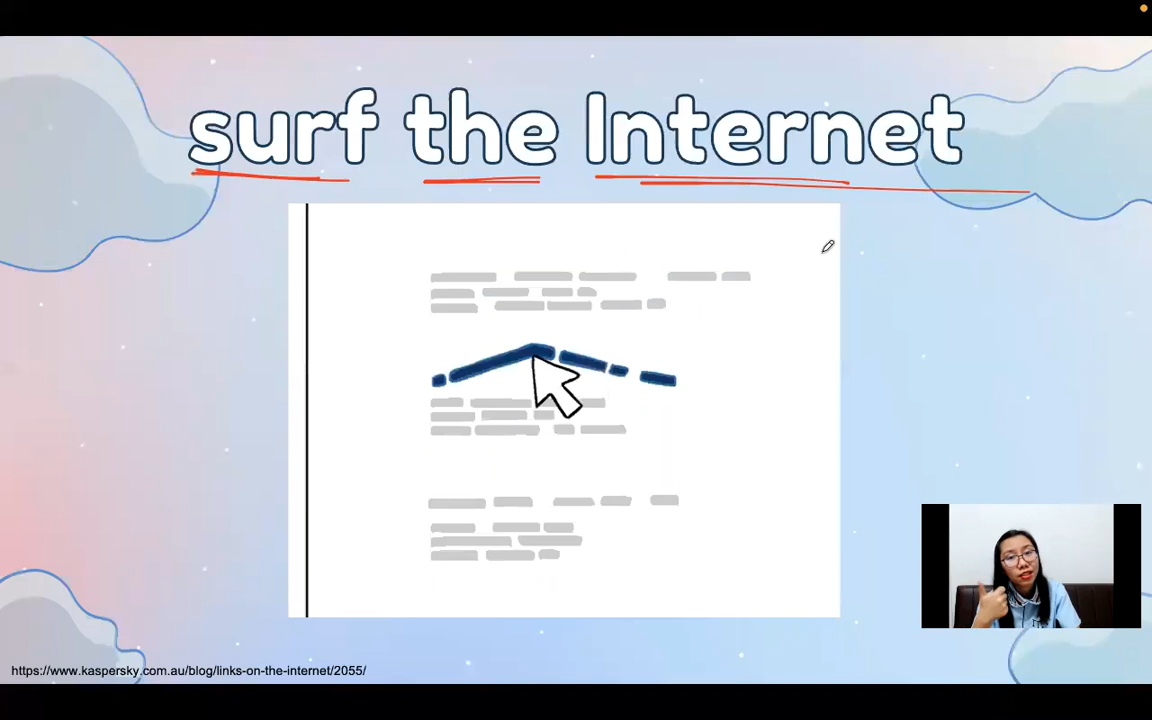 surf the Internet
https://www.kaspersky.com.au/blog/links-on-the-internet/2055/